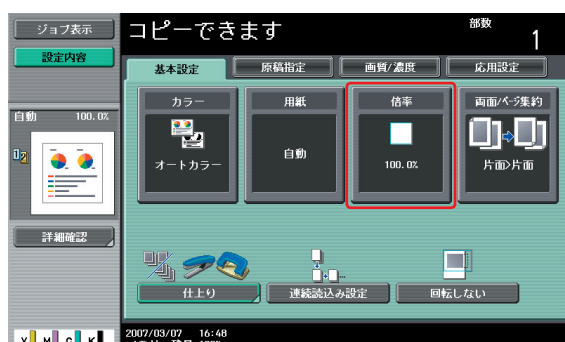 ジョブ表示
設定内容
自動 100.0%
詳細確認
Y M C K
コピーできます
部数
1
基本設定
原稿指定
画質/濃度
応用設定
カラー
オートカラー
用紙
自動
倍率
100.0%
両面/ページ集約
片面>片面
仕上り
連続読込み設定
回転しない
2007/03/07 16:48